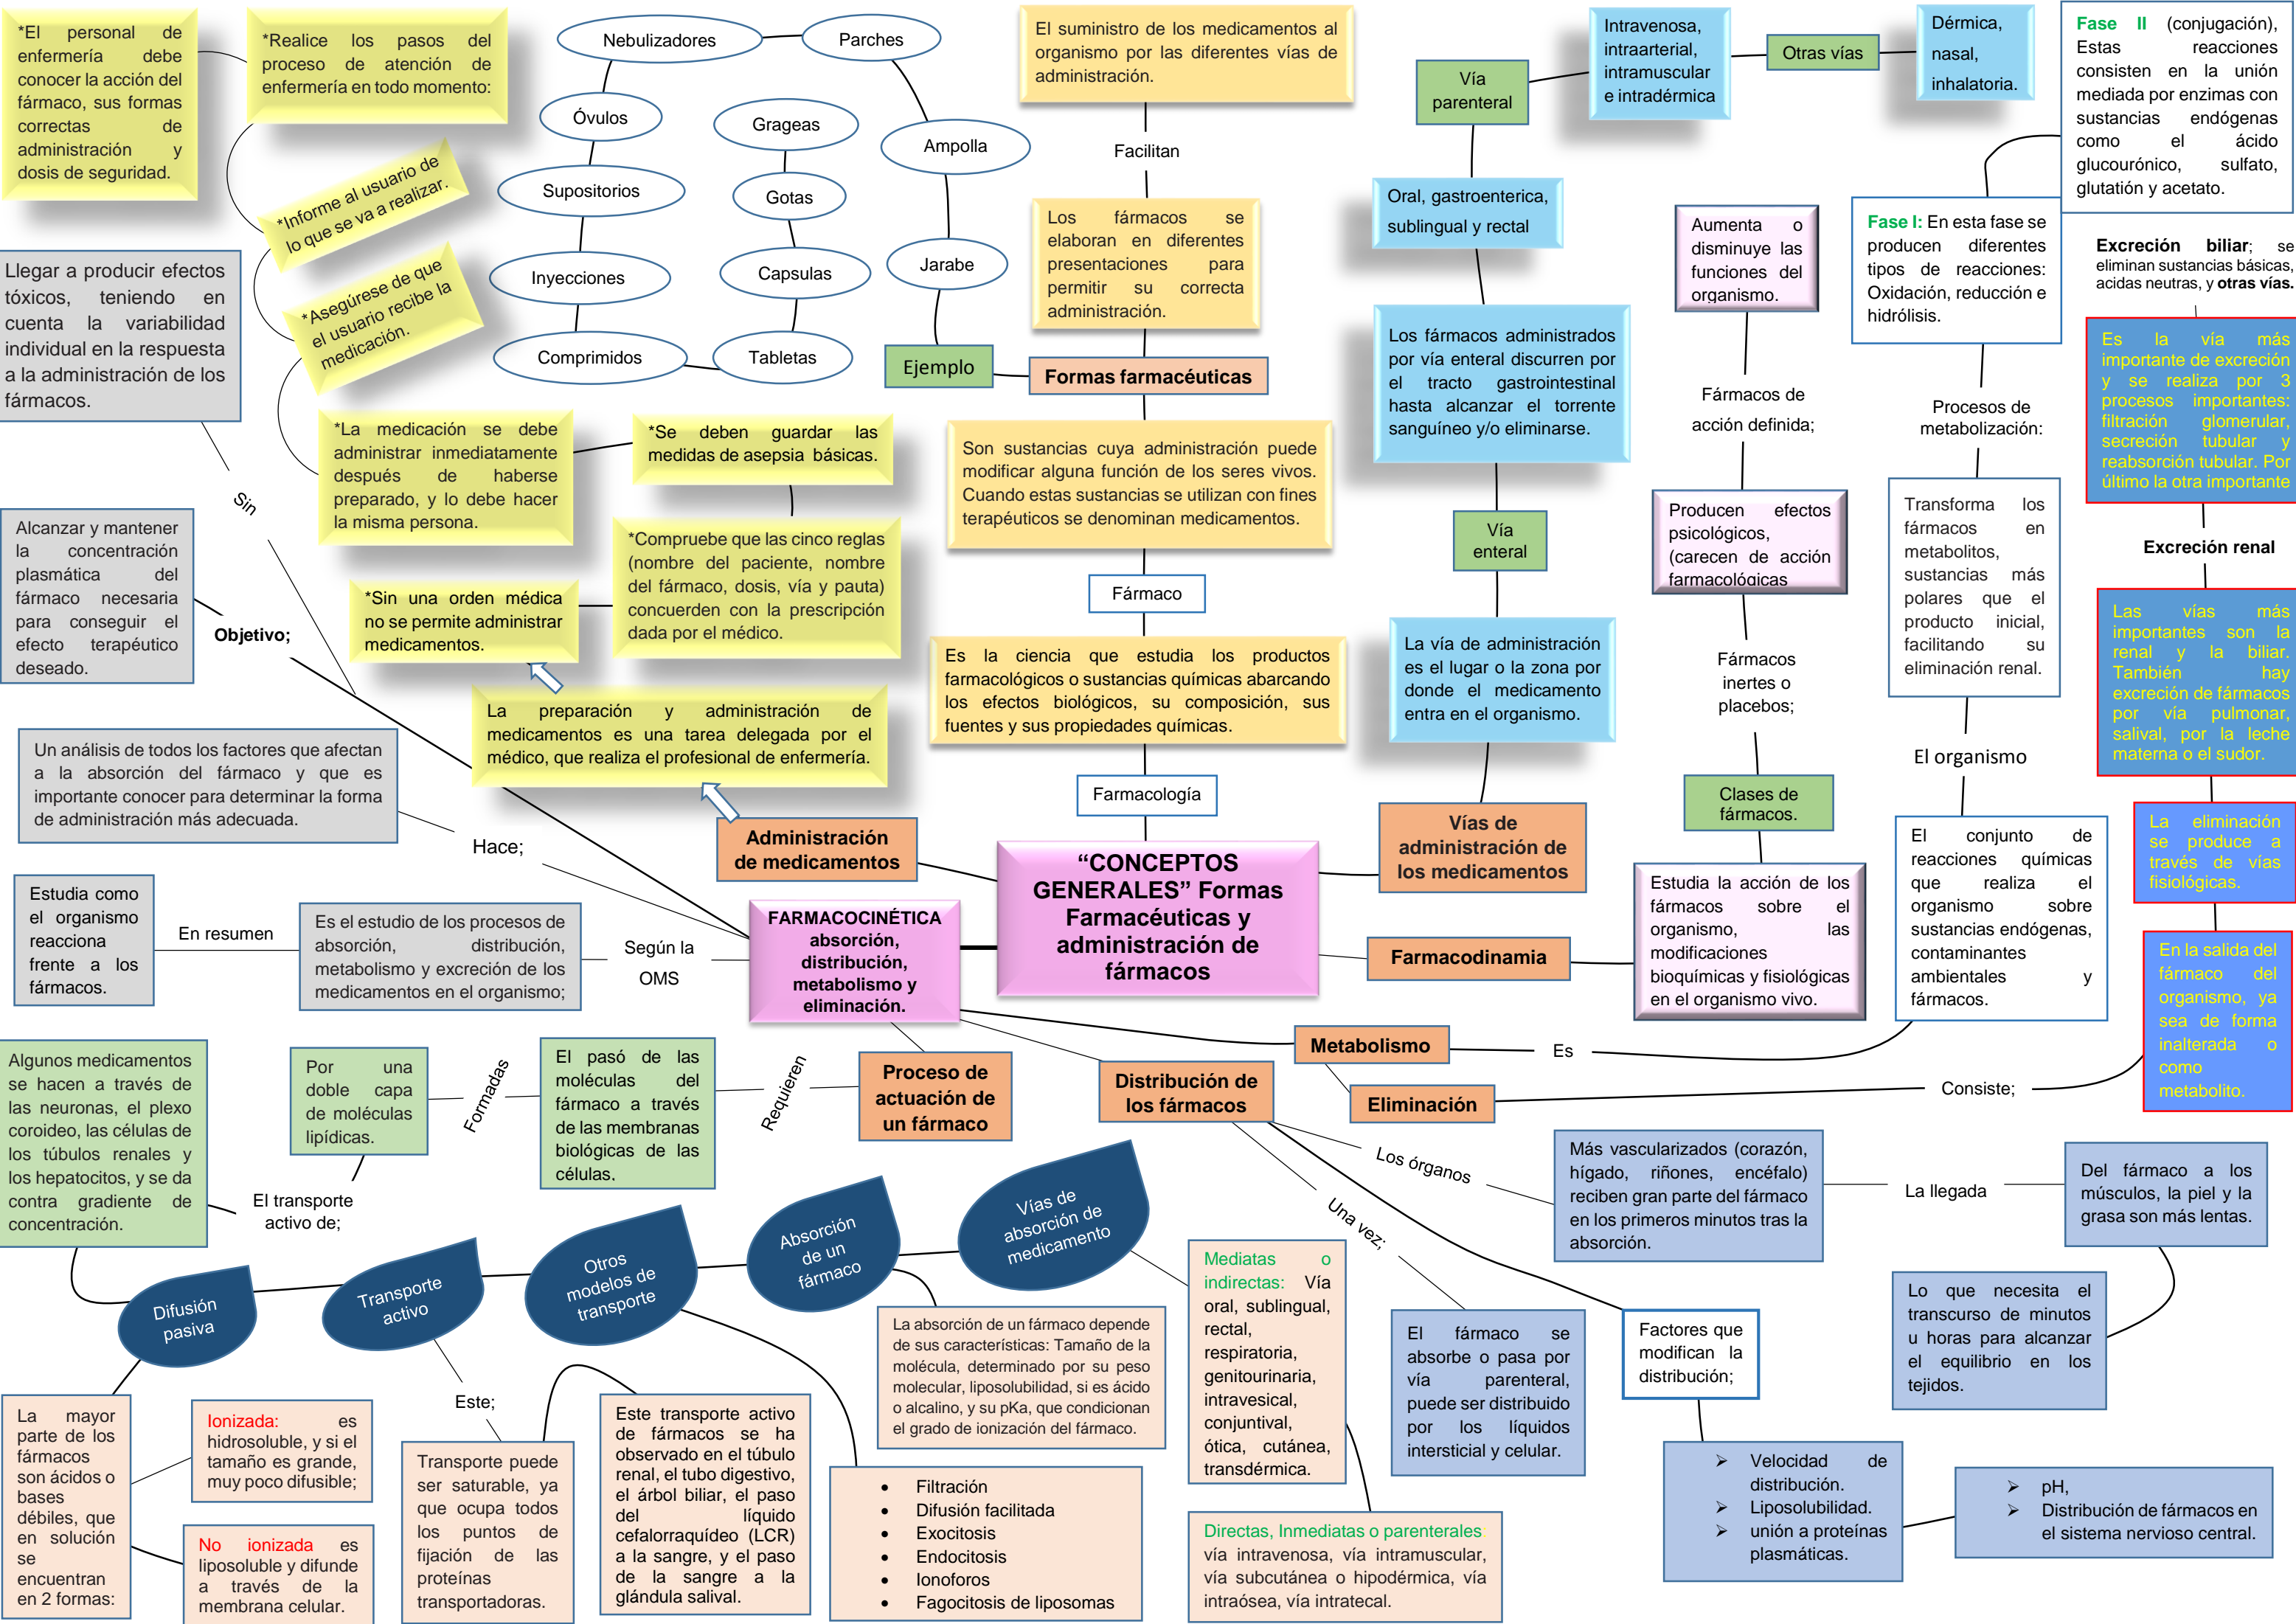 *El personal de
enfermería debe
conocer la acción del
fármaco, sus formas
correctas de
administración y
dosis de seguridad.
*Realice los pasos del
proceso de atención de
enfermería en todo momento:
*Informe al usuario de
lo que se va a realizar.
*Asegúrese de que
el usuario recibe la
medicación.
*La medicación se debe
administrar inmediatamente
después de haberse
preparado, y lo debe hacer
la misma persona.
*Se deben guardar las
medidas de asepsia básicas.
*Compruebe que las cinco reglas
(nombre del paciente, nombre
del fármaco, dosis, vía y pauta)
concuerden con la prescripción
dada por el médico.
*Sin una orden médica
no se permite administrar
medicamentos.
La preparación y administración de
medicamentos es una tarea delegada por el
médico, que realiza el profesional de enfermería.
Administración
de medicamentos
Nebulizadores
Parches
Óvulos
Grageas
Ampolla
Supositorios
Gotas
Inyecciones
Capsulas
Jarabe
Comprimidos
Tabletas
Ejemplo
Formas farmacéuticas
El suministro de los medicamentos al
organismo por las diferentes vías de
administración.
Facilitan
Los fármacos se
elaboran en diferentes
presentaciones para
permitir su correcta
administración.
Son sustancias cuya administración puede
modificar alguna función de los seres vivos.
Cuando estas sustancias se utilizan con fines
terapéuticos se denominan medicamentos.
Fármaco
Es la ciencia que estudia los productos
farmacológicos o sustancias químicas abarcando
los efectos biológicos, su composición, sus
fuentes y sus propiedades químicas.
Farmacología
“CONCEPTOS
GENERALES” Formas
Farmacéuticas y
administración de
fármacos
Vía
parenteral
Intravenosa,
intraarterial,
intramuscular
e intradérmica
Otras vías
Dérmica,
nasal,
inhalatoria.
Oral, gastroenterica,
sublingual y rectal
Los fármacos administrados
por vía enteral discurren por
el tracto gastrointestinal
hasta alcanzar el torrente
sanguíneo y/o eliminarse.
Vía
enteral
La vía de administración
es el lugar o la zona por
donde el medicamento
entra en el organismo.
Vías de
administración de
los medicamentos
Aumenta o
disminuye las
funciones del
organismo.
Fármacos de
acción definida;
Producen efectos
psicológicos,
(carecen de acción
farmacológicas
Fármacos
inertes o
placebos;
Clases de
fármacos.
Estudia la acción de los
fármacos sobre el
organismo, las
modificaciones
bioquímicas y fisiológicas
en el organismo vivo.
Farmacodinamia
Fase II (conjugación),
Estas reacciones
consisten en la unión
mediada por enzimas con
sustancias endógenas
como el ácido
glucourónico, sulfato,
glutatión y acetato.
Fase I: En esta fase se
producen diferentes
tipos de reacciones:
Oxidación, reducción e
hidrólisis.
Procesos de
metabolización:
Transforma los
fármacos en
metabolitos,
sustancias más
polares que el
producto inicial,
facilitando su
eliminación renal.
El organismo
El conjunto de
reacciones químicas
que realiza el
organismo sobre
sustancias endógenas,
contaminantes
ambientales y
fármacos.
Excreción biliar; se
eliminan sustancias básicas,
acidas neutras, y otras vías.
Es la vía más
importante de excreción
y se realiza por 3
procesos importantes:
filtración glomerular,
secreción tubular y
reabsorción tubular. Por
último la otra importante
Excreción renal
Las vías más
importantes son la
renal y la biliar.
También hay
excreción de fármacos
por vía pulmonar,
salival, por la leche
materna o el sudor.
La eliminación
se produce a
través de vías
fisiológicas.
En la salida del
fármaco del
organismo, ya
sea de forma
inalterada o
como
metabolito.
Llegar a producir efectos
tóxicos, teniendo en
cuenta la variabilidad
individual en la respuesta
a la administración de los
fármacos.
Sin
Alcanzar y mantener
la concentración
plasmática del
fármaco necesaria
para conseguir el
efecto terapéutico
deseado.
Objetivo;
Un análisis de todos los factores que afectan
a la absorción del fármaco y que es
importante conocer para determinar la forma
de administración más adecuada.
Hace;
Estudia como
el organismo
reacciona
frente a los
fármacos.
En resumen
Es el estudio de los procesos de
absorción, distribución,
metabolismo y excreción de los
medicamentos en el organismo;
Según la
OMS
FARMACOCINÉTICA
absorción,
distribución,
metabolismo y
eliminación.
Metabolismo
Es
Eliminación
Consiste;
Distribución de
los fármacos
Proceso de
actuación de
un fármaco
Requieren
El pasó de las
moléculas del
fármaco a través
de las membranas
biológicas de las
células.
Formadas
Por una
doble capa
de moléculas
lipídicas.
El transporte
activo de;
Algunos medicamentos
se hacen a través de
las neuronas, el plexo
coroideo, las células de
los túbulos renales y
los hepatocitos, y se da
contra gradiente de
concentración.
Difusión
pasiva
Transporte
activo
Otros
modelos de
transporte
Absorción
de un
fármaco
Vías de
absorción de
medicamento
Los órganos
Más vascularizados (corazón,
hígado, riñones, encéfalo)
reciben gran parte del fármaco
en los primeros minutos tras la
absorción.
La llegada
Del fármaco a los
músculos, la piel y la
grasa son más lentas.
Lo que necesita el
transcurso de minutos
u horas para alcanzar
el equilibrio en los
tejidos.
Una vez;
El fármaco se
absorbe o pasa por
vía parenteral,
puede ser distribuido
por los líquidos
intersticial y celular.
Factores que
modifican la
distribución;
Velocidad de
distribución.
Liposolubilidad.
unión a proteínas
plasmáticas.
pH,
Distribución de fármacos en
el sistema nervioso central.
La mayor
parte de los
fármacos
son ácidos o
bases
débiles, que
en solución
se
encuentran
en 2 formas:
Ionizada: es
hidrosoluble, y si el
tamaño es grande,
muy poco difusible;
No ionizada es
liposoluble y difunde
a través de la
membrana celular.
Este;
Transporte puede
ser saturable, ya
que ocupa todos
los puntos de
fijación de las
proteínas
transportadoras.
Este transporte activo
de fármacos se ha
observado en el túbulo
renal, el tubo digestivo,
el árbol biliar, el paso
del líquido
cefalorraquídeo (LCR)
a la sangre, y el paso
de la sangre a la
glándula salival.
• Filtración
• Difusión facilitada
• Exocitosis
• Endocitosis
• Ionoforos
• Fagocitosis de liposomas
La absorción de un fármaco depende
de sus características: Tamaño de la
molécula, determinado por su peso
molecular, liposolubilidad, si es ácido
o alcalino, y su pKa, que condicionan
el grado de ionización del fármaco.
Mediatas o
indirectas: Vía
oral, sublingual,
rectal,
respiratoria,
genitourinaria,
intravesical,
conjuntival,
ótica, cutánea,
transdérmica.
Directas, Inmediatas o parenterales
vía intravenosa, vía intramuscular,
vía subcutánea o hipodérmica, vía
intraósea, vía intratecal.